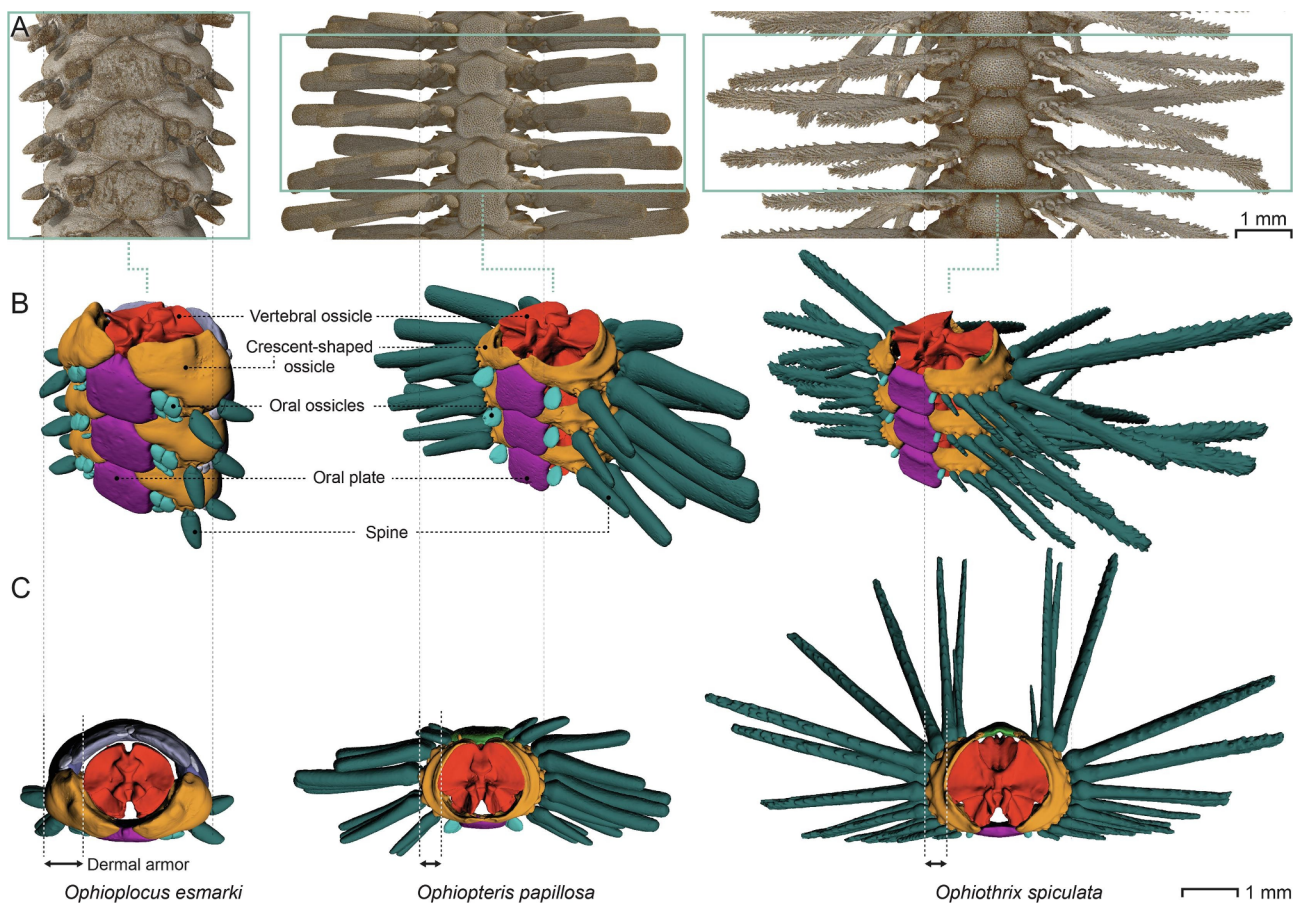 A
1 mm
B
Vertebral ossicle
Crescent-shaped
ossicle
Oral ossicles
Oral plate
Spine
C
Dermal armor
Ophioplocus esmarki
Ophiopteris papillosa
Ophiothrix spiculata
1 mm